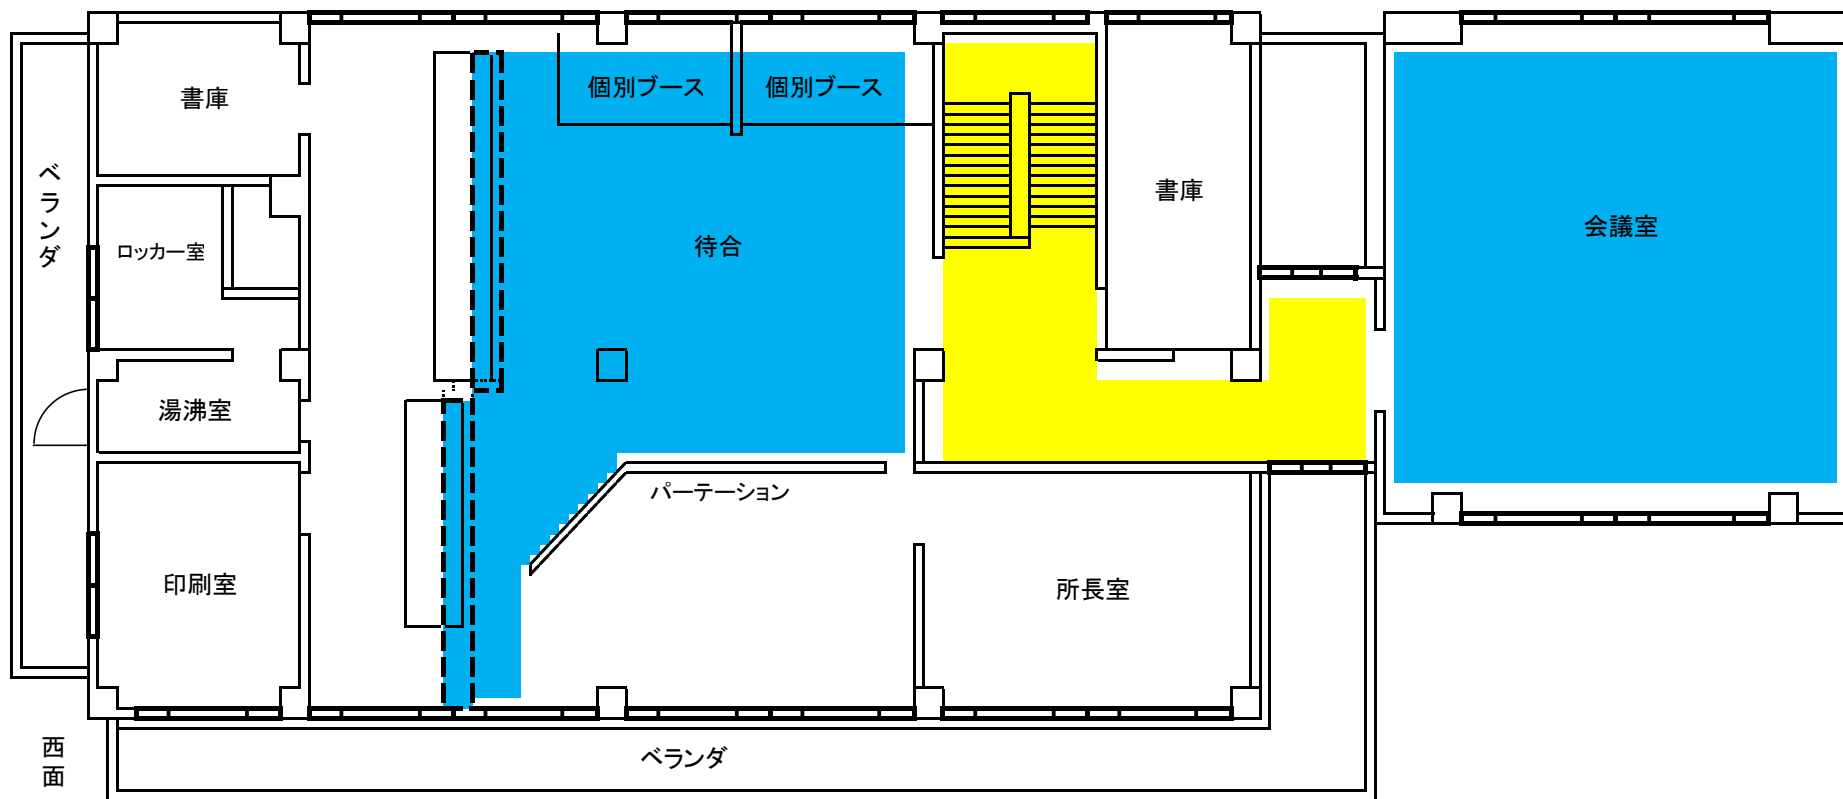 個別ブース
個別ブース
書庫
ベランダ
書庫
会議室
待合
ロッカー室
湯沸室
パーテーション
印刷室
所長室
ベランダ
西面